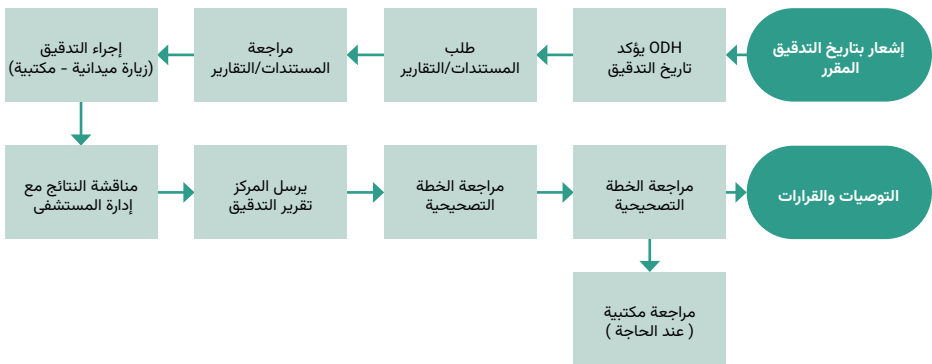 إشعار بتاريخ التدقيق
المقرر
ODH يؤكد
تاريخ التدقيق
طلب
المستندات/التقارير
مراجعة
المستندات/التقارير
إجراء التدقيق
(زيارة ميدانية - مكتبية)
مناقشة النتائج مع
إدارة المستشفى
يرسل المركز
تقرير التدقيق
مراجعة الخطة
التصحيحية
مراجعة الخطة
التصحيحية
التوصيات والقرارات
مراجعة مكتبية
( عند الحاجة )